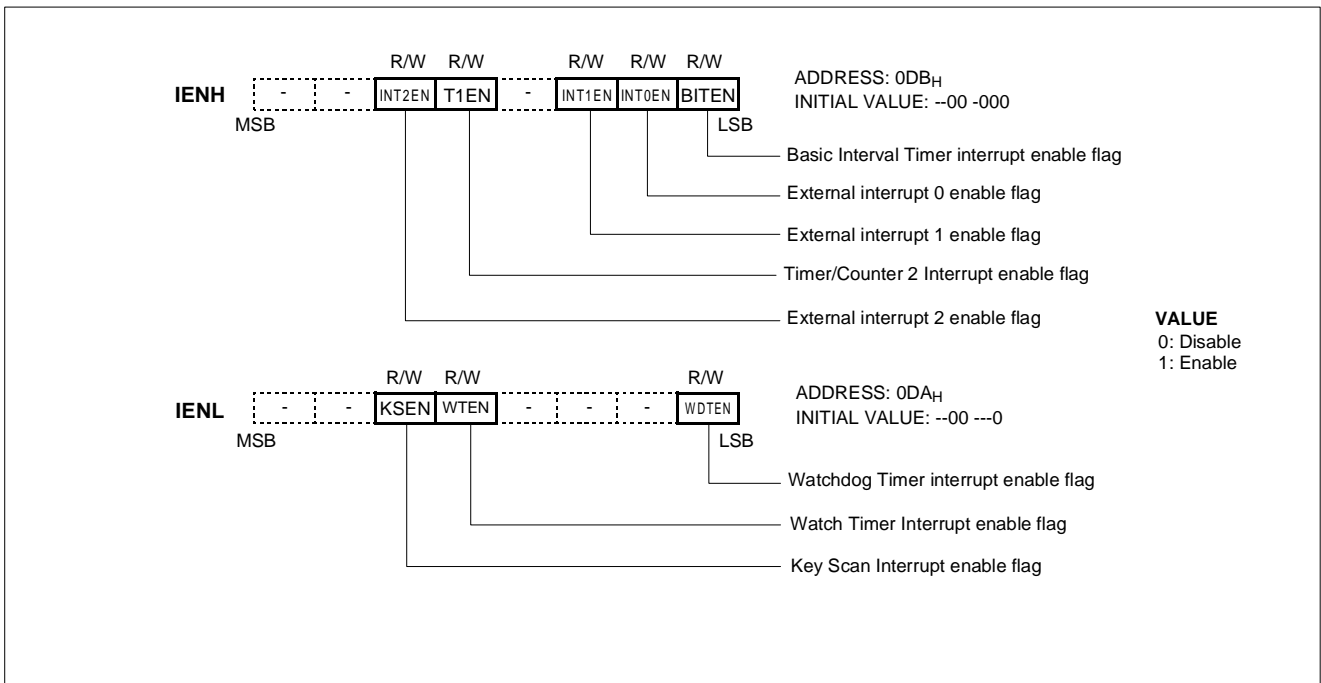 R/W R/W R/W R/W R/W
IENH - - INT2EN T1EN - INT1EN INT0EN BITEN
MSB LSB
ADDRESS: 0DBH
INITIAL VALUE: --00 -000
Basic Interval Timer interrupt enable flag
External interrupt 0 enable flag
External interrupt 1 enable flag
Timer/Counter 2 Interrupt enable flag
External interrupt 2 enable flag
VALUE
0: Disable
1: Enable
R/W R/W R/W
IENL - - KSEN WTEN - - - WDTEN
MSB LSB
ADDRESS: 0DAH
INITIAL VALUE: --00 ---0
Watchdog Timer interrupt enable flag
Watch Timer Interrupt enable flag
Key Scan Interrupt enable flag